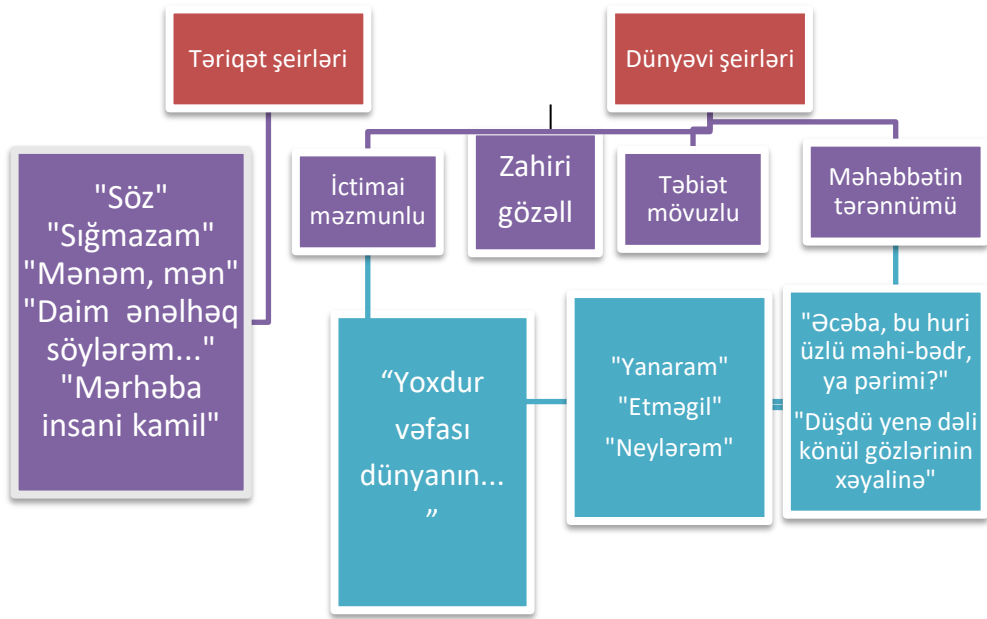 Təriqət şeirləri
Dünyəvi şeirləri
"Söz"
"Sığmazam"
"Mənəm, mən"
"Daim ənəlhəq
söylərəm..."
"Mərhəba
insani kamil"
İctimai
məzmunlu
Zahiri
gözəll
Təbiət
mövuzlu
Məhəbbətin
tərənnümü
“Yoxdur
vəfası
dünyanın...
”
"Yanaram"
"Etməgil"
"Neylərəm"
"Əcəba, bu huri
üzlü məhi-bədr,
ya pərimi?"
"Düşdü yenə dəli
könül gözlərinin
xəyalinə"